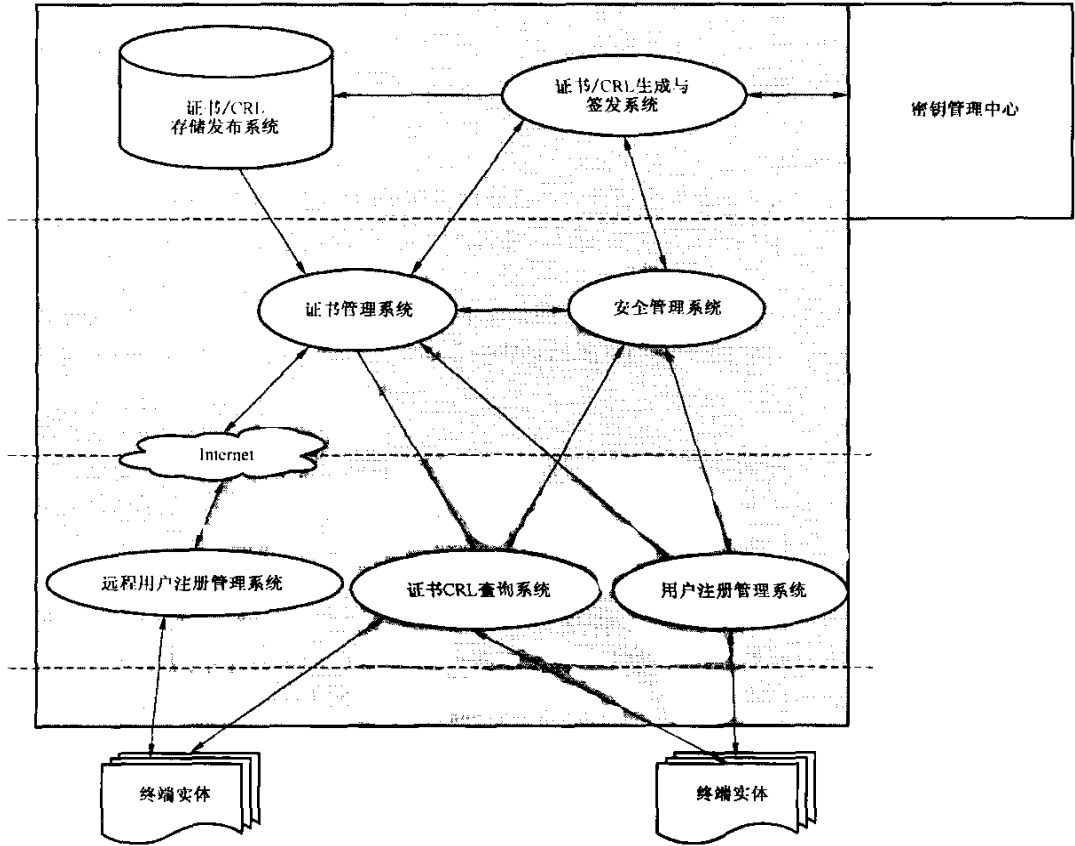 证书/CRL
存储发布系统
证书/CRL生成与
签发系统
密钥管理中心
证书管理系统
安全管理系统
Internet
远程用户注册管理系统
证书CRL查询系统
用户注册管理系统
终端实体
终端实体